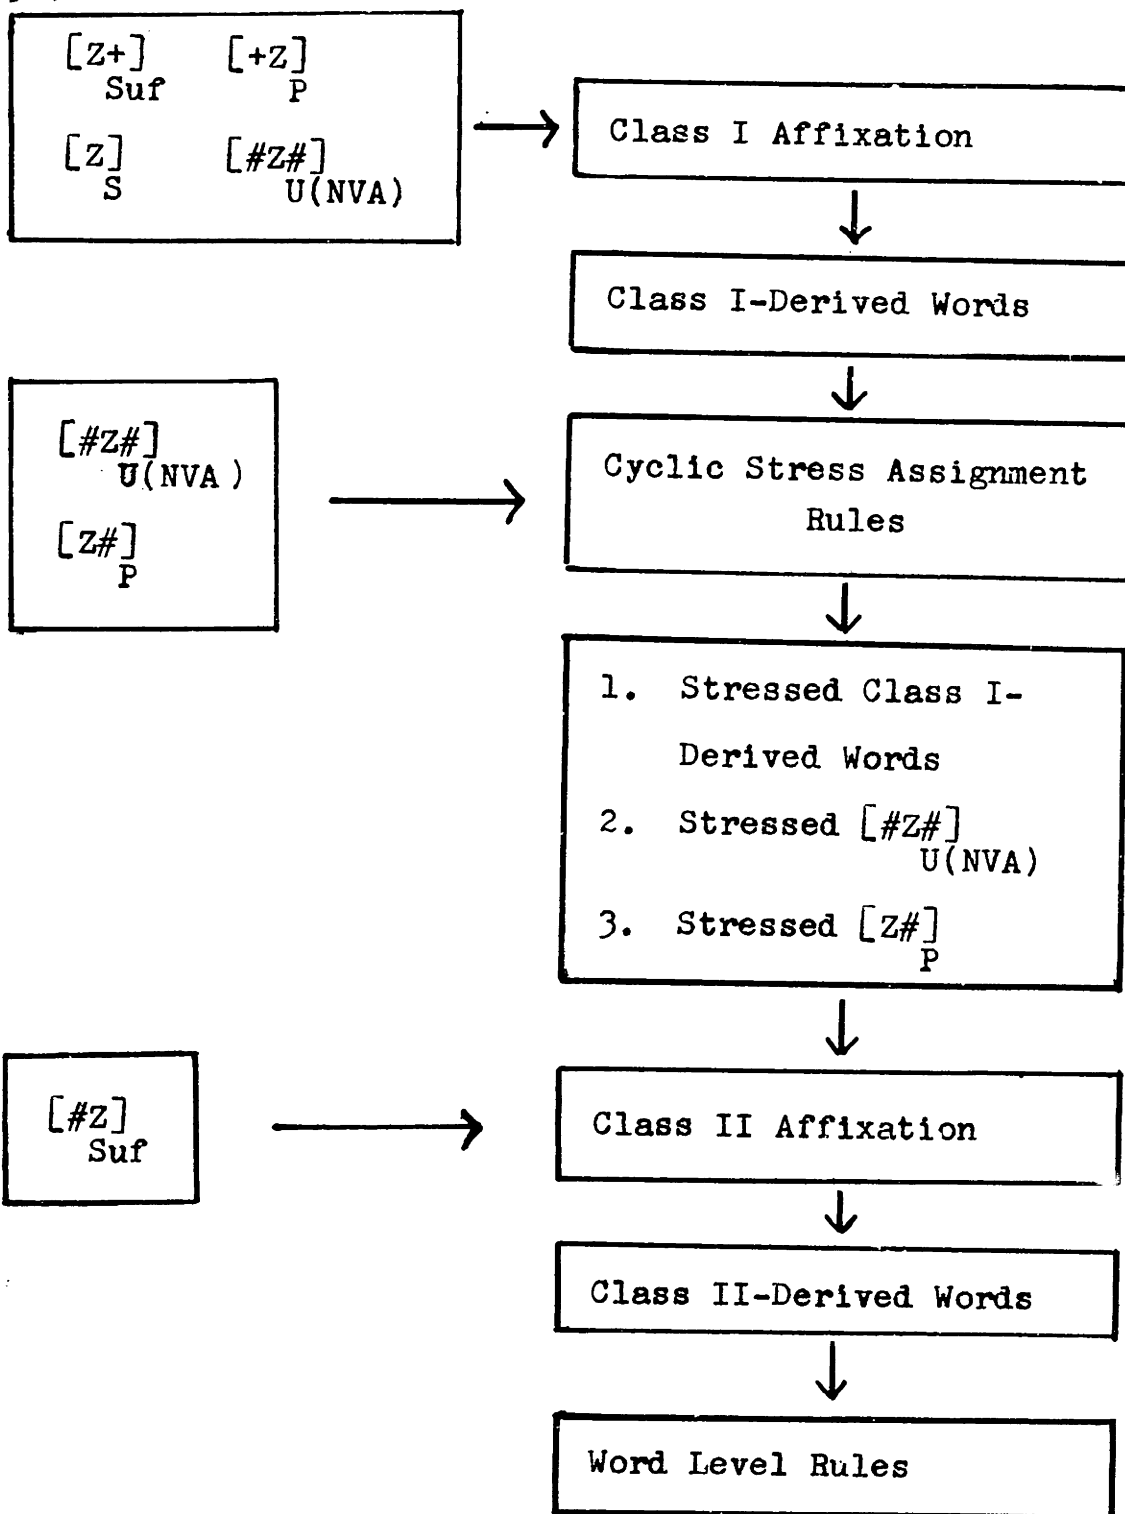 [Z+] [+Z]
Suf P
[Z] [#Z#]
S U(NVA)
Class I Affixation
Class I-Derived Words
[#Z#]
U(NVA)
[Z#]
P
Cyclic Stress Assignment
Rules
1. Stressed Class I-
Derived Words
2. Stressed [#Z#]
U(NVA)
3. Stressed [Z#]
P
[#Z]
Suf
Class II Affixation
Class II-Derived Words
Word Level Rules